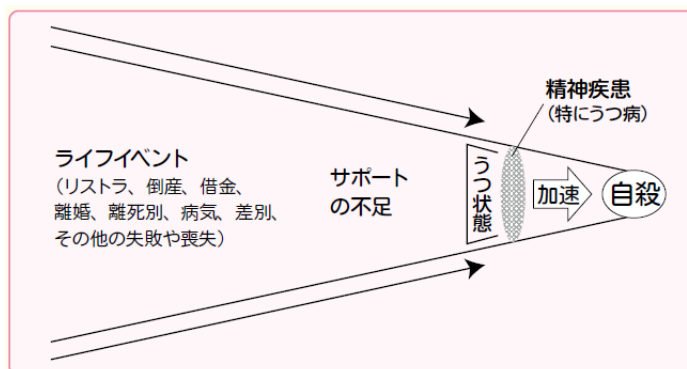 精神疾患
(特にうつ病)
ライフイベント
(リストラ、倒産、借金、
離婚、離死別、病気、差別、
その他の失敗や喪失)
サポート
の不足
うつ状態
加速
自殺